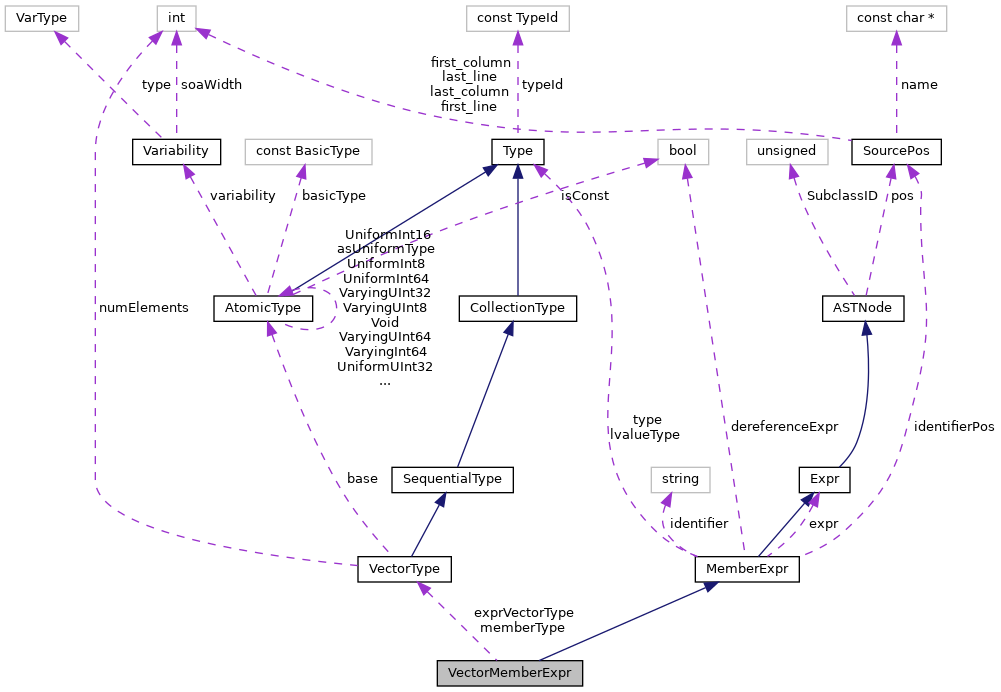 VarType
int
const TypeId
const char *
first_column
last_line
last_column
first_line
type
soaWidth
typeId
name
Variability
const BasicType
Type
bool
unsigned
SourcePos
variability
basicType
isConst
SubclassID
pos
UniformInt16
asUniformType
UniformInt8
UniformInt64
VaryingUInt32
VaryingUInt8
Void
VaryingUInt64
VaryingInt64
UniformUInt32
...
numElements
AtomicType
CollectionType
ASTNode
type
lvalueType
dereferenceExpr
identifierPos
base
SequentialType
string
Expr
identifier
expr
VectorType
MemberExpr
exprVectorType
memberType
VectorMemberExpr